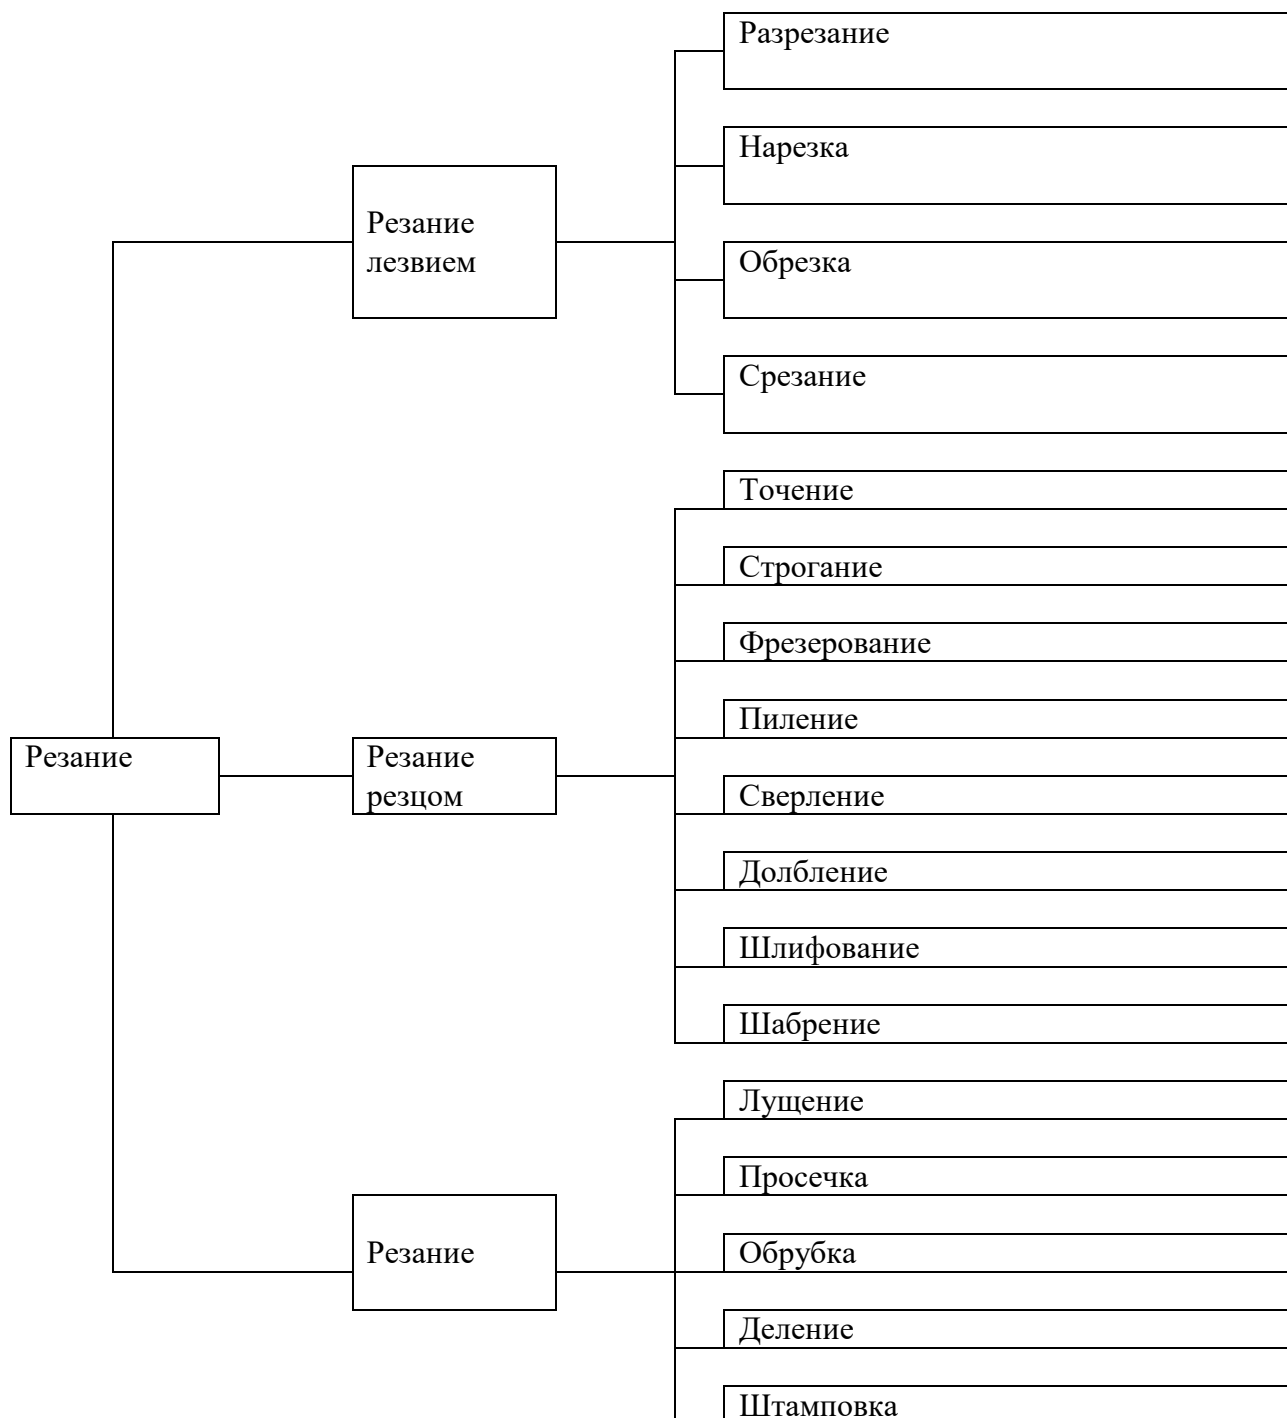 Резание
Резание
лезвием
Разрезание
Нарезка
Обрезка
Срезание
Резание
резцом
Точение
Строгание
Фрезерование
Пиление
Сверление
Долбление
Шлифование
Шабрение
Резание
Лущение
Просечка
Обрубка
Деление
Штамповка